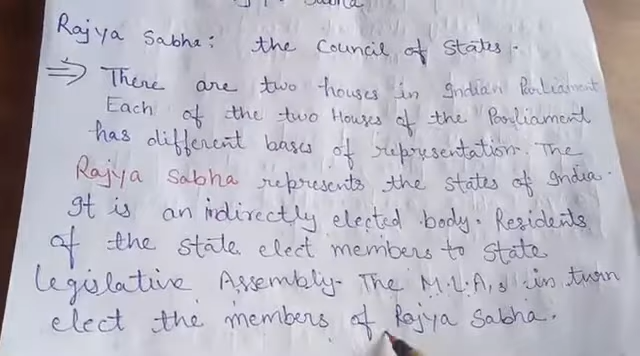 Sabha
Rajya Sabha: the Council of States.
⇒ There are two houses in Indian Parliament
Each of the two Houses of the Parliament
has different bases of representation. The
Rajya Sabha represents the states of India.
It is an indirectly elected body. Residents
of the state elect members to State
Legislative Assembly. The M.L.A,s in turn
elect the members of Rajya Sabha.